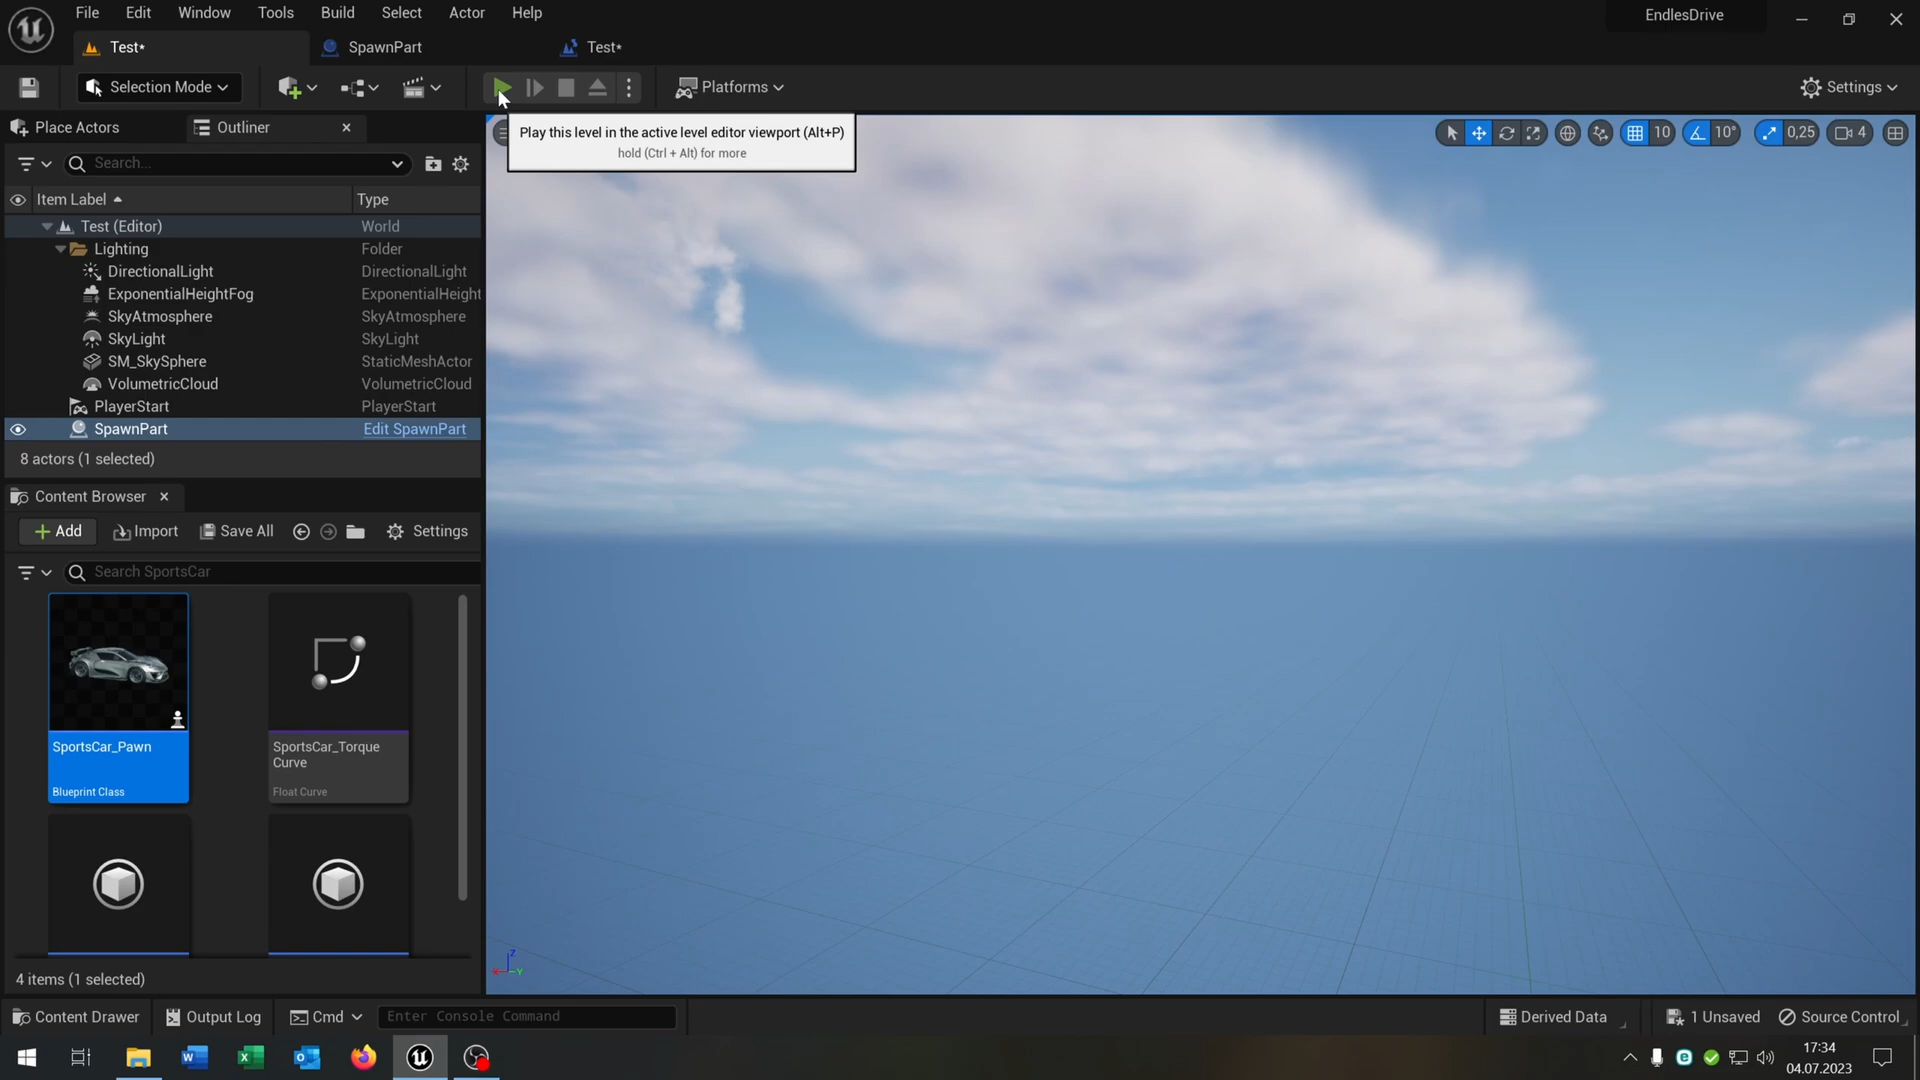 File Edit Window Tools Build Select Actor Help
EndlesDrive
Test*
SpawnPart
Test*
Selection Mode
Platforms
Settings
Place Actors
Outliner
Play this level in the active level editor viewport (Alt+P)
hold (Ctrl + Alt) for more
10
10°
0,25
4
Search...
Item Label
Type
Test (Editor) World
Lighting Folder
DirectionalLight DirectionalLight
ExponentialHeightFog ExponentialHeight
SkyAtmosphere SkyAtmosphere
SkyLight SkyLight
SM_SkySphere StaticMeshActor
VolumetricCloud VolumetricCloud
PlayerStart PlayerStart
SpawnPart Edit SpawnPart
8 actors (1 selected)
Content Browser
Add Import Save All Settings
Search SportsCar
SportsCar_Pawn
Blueprint Class
SportsCar_Torque
Curve
Float Curve
Z
X Y
4 items (1 selected)
Content Drawer
Output Log
Cmd
Enter Console Command
Derived Data
1 Unsaved
Source Control
17:34
04.07.2023